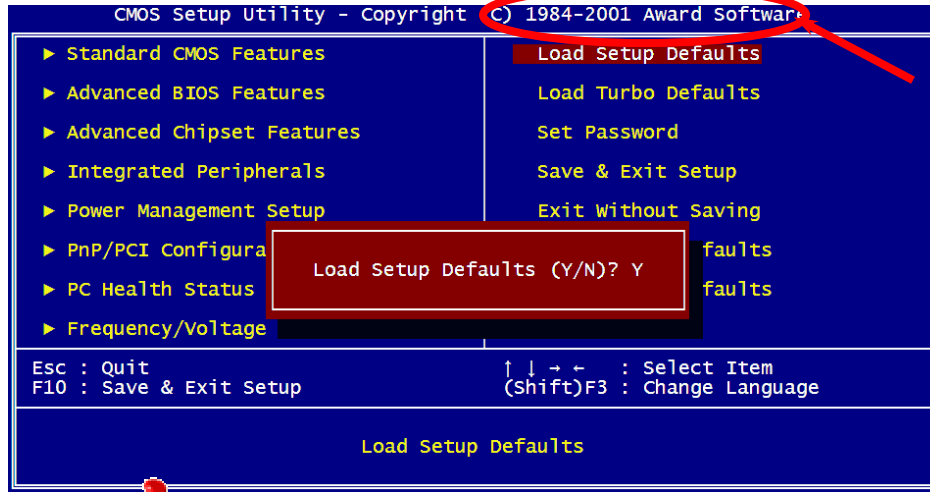 CMOS Setup Utility - Copyright (C) 1984-2001 Award Software
► Standard CMOS Features
► Advanced BIOS Features
► Advanced Chipset Features
► Integrated Peripherals
► Power Management Setup
► PnP/PCI Configura
► PC Health Status
► Frequency/Voltage
Load Setup Defaults
Load Turbo Defaults
Set Password
Save & Exit Setup
Exit Without Saving
faults
faults
Load Setup Defaults (Y/N)? Y
Esc : Quit
F10 : Save & Exit Setup
↑ ↓ → ← : Select Item
(Shift)F3 : Change Language
Load Setup Defaults